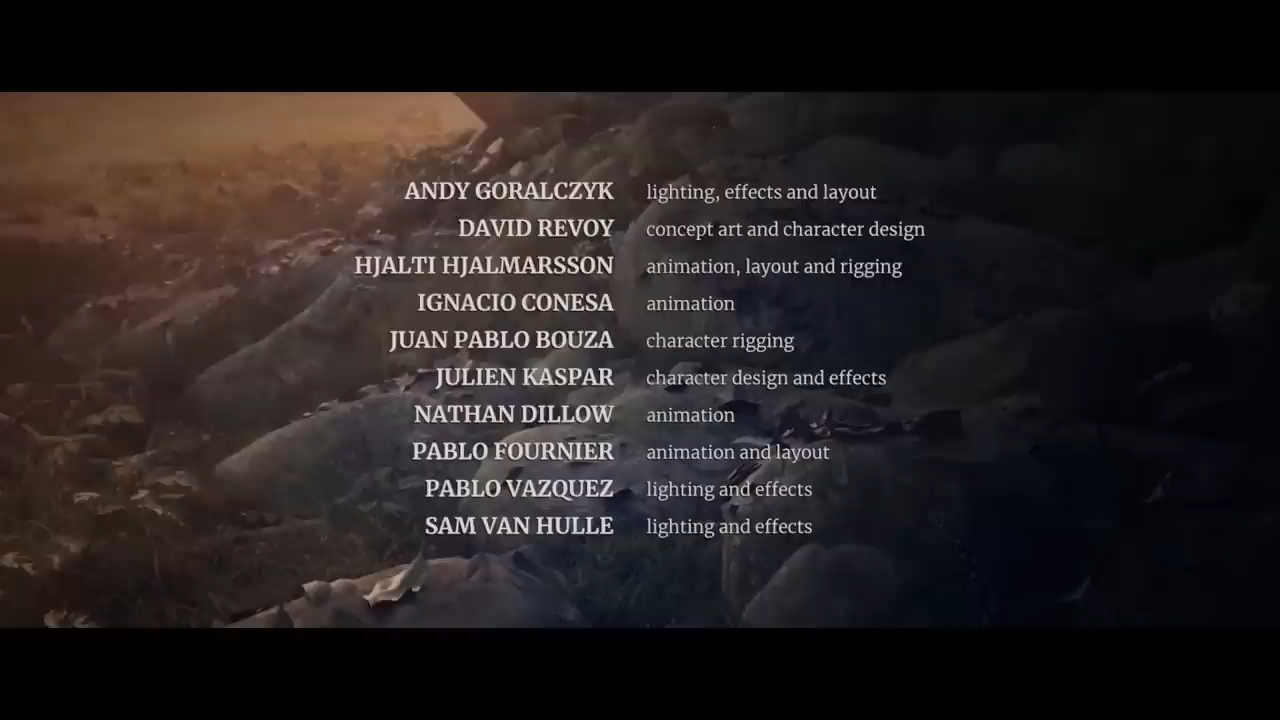 ANDY GORALCZYK lighting, effects and layout
DAVID REVOY concept art and character design
HJALTI HJALMARSSON animation, layout and rigging
IGNACIO CONESA animation
JUAN PABLO BOUZA character rigging
JULIEN KASPAR character design and effects
NATHAN DILLOW animation
PABLO FOURNIER animation and layout
PABLO VAZQUEZ lighting and effects
SAM VAN HULLE lighting and effects